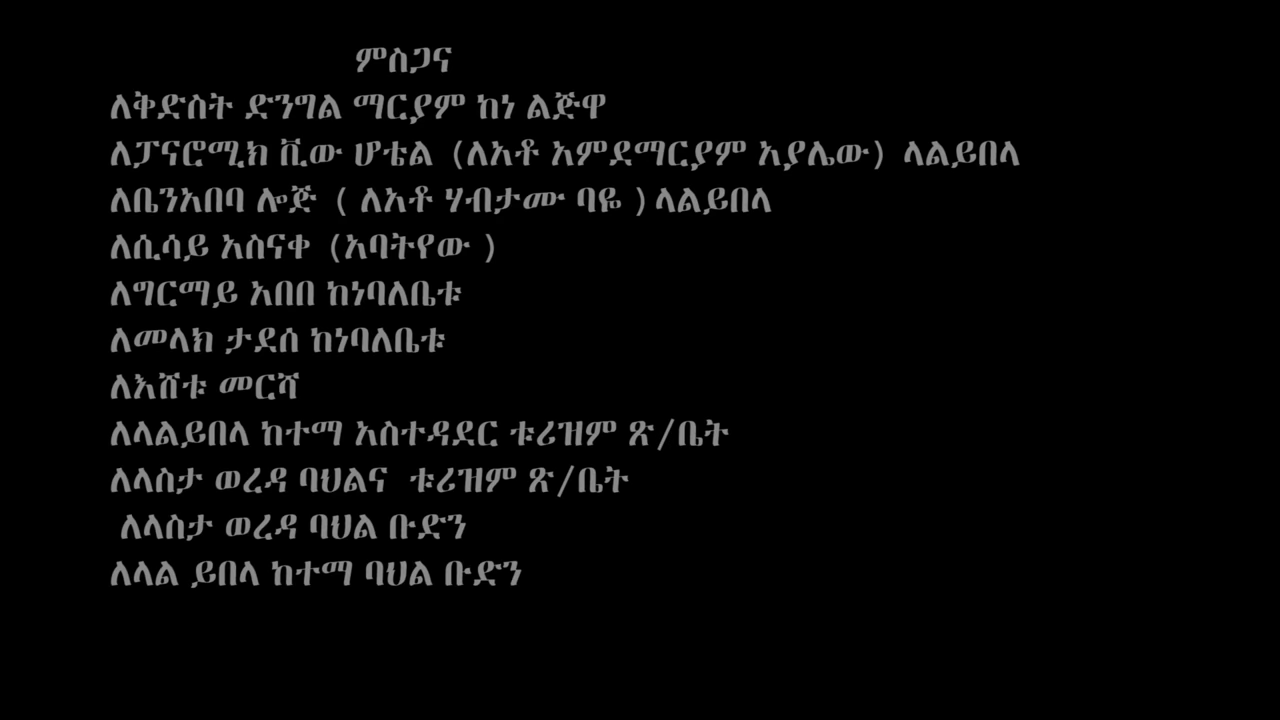 ምስጋና
ለቅድስት ድንግል ማርያም ከነ ልጅዋ
ለፓናሮሚክ ቪው ሆቴል (ለአቶ አምደማርያም አያሌው) ላልይበላ
ለቤንአበባ ሎጅ ( ለአቶ ሃብታሙ ባዬ ) ላልይበላ
ለሲሳይ አስናቀ (አባትየው )
ለግርማይ አበበ ከነባለቤቱ
ለመላክ ታደሰ ከነባለቤቱ
ለእሸቱ መርሻ
ለላልይበላ ከተማ አስተዳደር ቱሪዝም ጽ/ቤት
ለላስታ ወረዳ ባህልና ቱሪዝም ጽ/ቤት
ለላስታ ወረዳ ባህል ቡድን
ለላል ይበላ ከተማ ባህል ቡድን